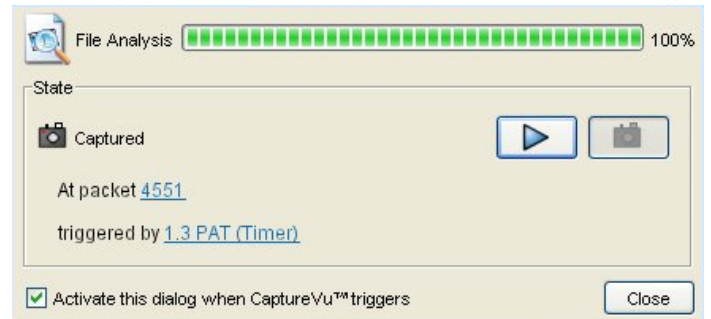 File Analysis 100%
State
Captured
At packet 4551
triggered by 1.3 PAT (Timer)
Activate this dialog when CaptureVu™ triggers
Close